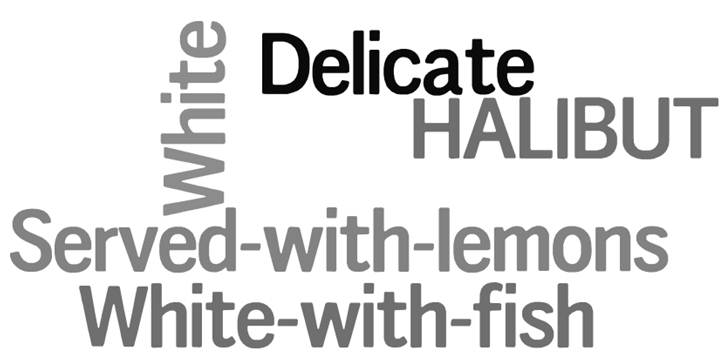 White
Delicate
HALIBUT
Served-with-lemons
White-with-fish